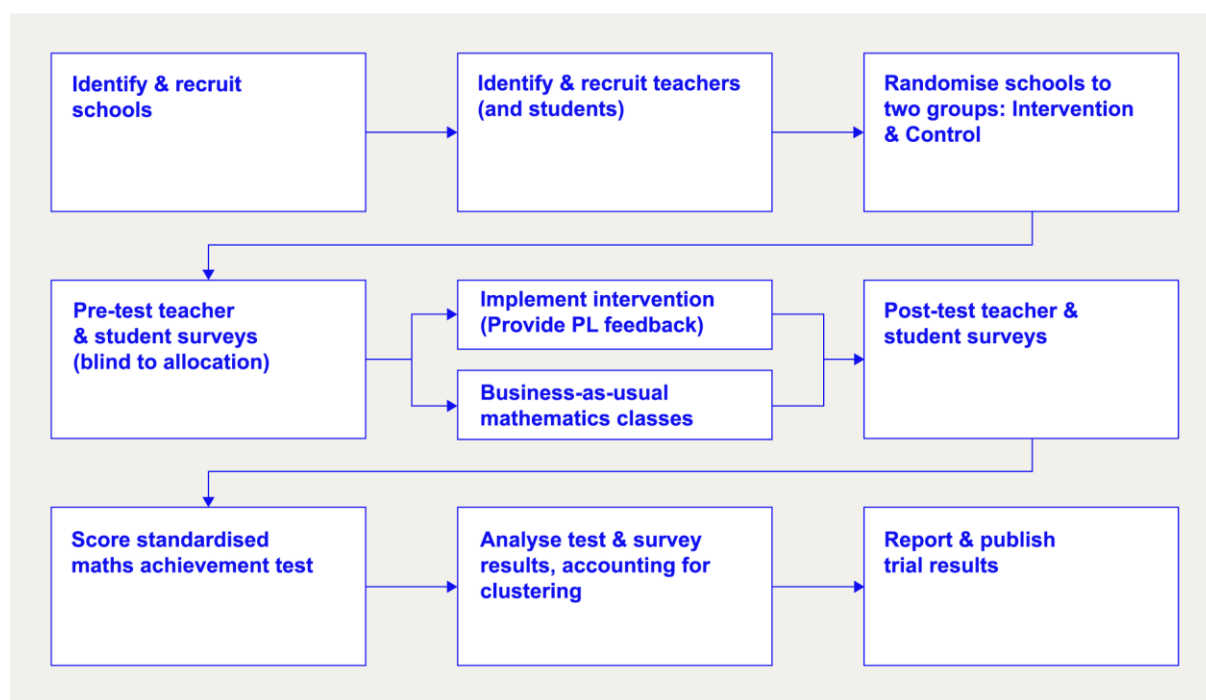 Identify & recruit
schools
Identify & recruit teachers
(and students)
Randomise schools to
two groups: Intervention
& Control
Pre-test teacher
& student surveys
(blind to allocation)
Implement intervention
(Provide PL feedback)
Business-as-usual
mathematics classes
Post-test teacher &
student surveys
Score standardised
maths achievement test
Analyse test & survey
results, accounting for
clustering
Report & publish
trial results